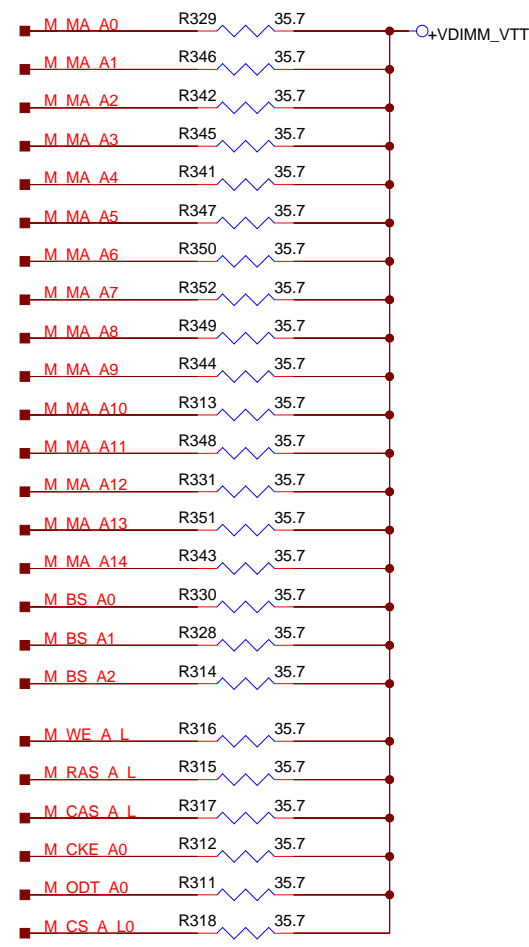 M_MA_A0 R329 35.7 +VDIMM_VTT
M_MA_A1 R346 35.7
M_MA_A2 R342 35.7
M_MA_A3 R345 35.7
M_MA_A4 R341 35.7
M_MA_A5 R347 35.7
M_MA_A6 R350 35.7
M_MA_A7 R352 35.7
M_MA_A8 R349 35.7
M_MA_A9 R344 35.7
M_MA_A10 R313 35.7
M_MA_A11 R348 35.7
M_MA_A12 R331 35.7
M_MA_A13 R351 35.7
M_MA_A14 R343 35.7
M_BS_A0 R330 35.7
M_BS_A1 R328 35.7
M_BS_A2 R314 35.7
M_WE_A_L R316 35.7
M_RAS_A_L R315 35.7
M_CAS_A_L R317 35.7
M_CKE_A0 R312 35.7
M_ODT_A0 R311 35.7
M_CS_A_L0 R318 35.7